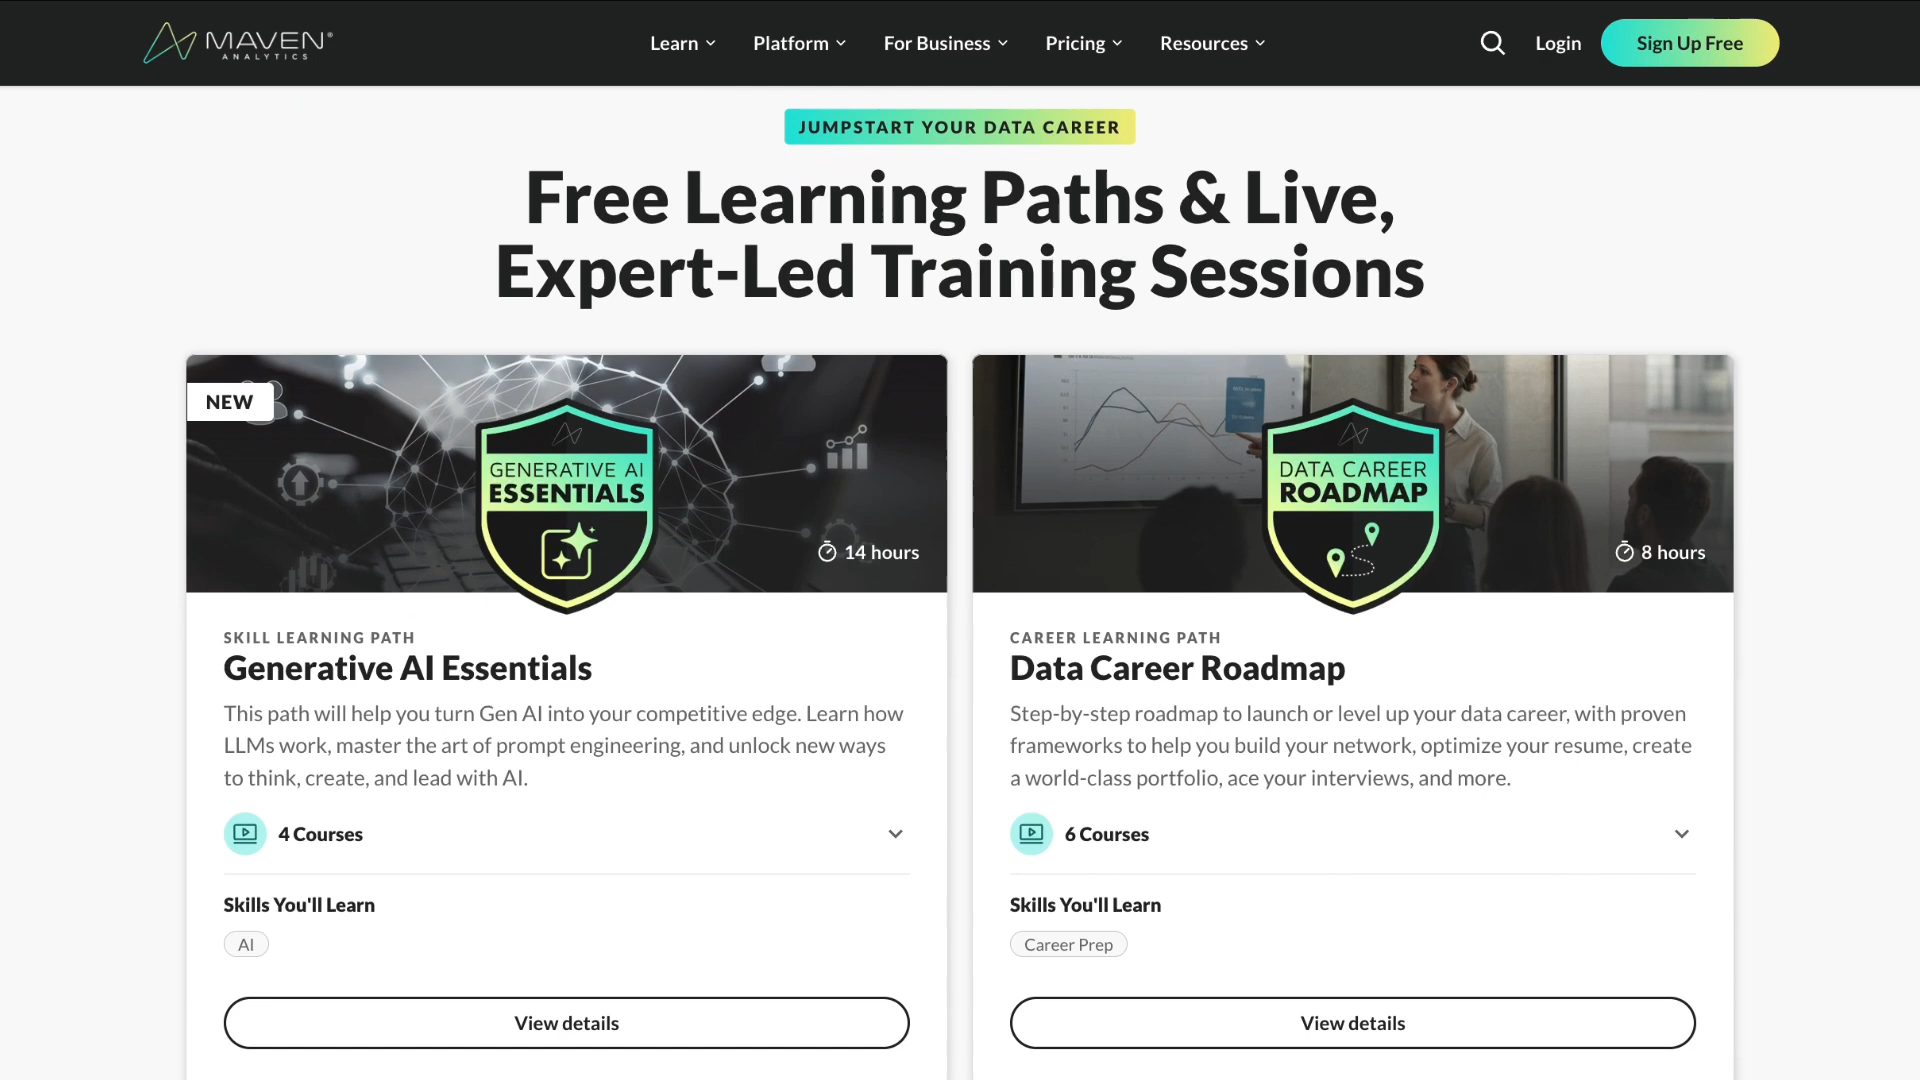 MAVEN®
ANALYTICS
Learn
Platform
For Business
Pricing
Resources
Login
Sign Up Free
JUMPSTART YOUR DATA CAREER
Free Learning Paths & Live,
Expert-Led Training Sessions
NEW
GENERATIVE AI
ESSENTIALS
14 hours
SKILL LEARNING PATH
Generative AI Essentials
This path will help you turn Gen AI into your competitive edge. Learn how
LLMs work, master the art of prompt engineering, and unlock new ways
to think, create, and lead with AI.
4 Courses
Skills You'll Learn
AI
View details
DATA CAREER
ROADMAP
8 hours
CAREER LEARNING PATH
Data Career Roadmap
Step-by-step roadmap to launch or level up your data career, with proven
frameworks to help you build your network, optimize your resume, create
a world-class portfolio, ace your interviews, and more.
6 Courses
Skills You'll Learn
Career Prep
View details